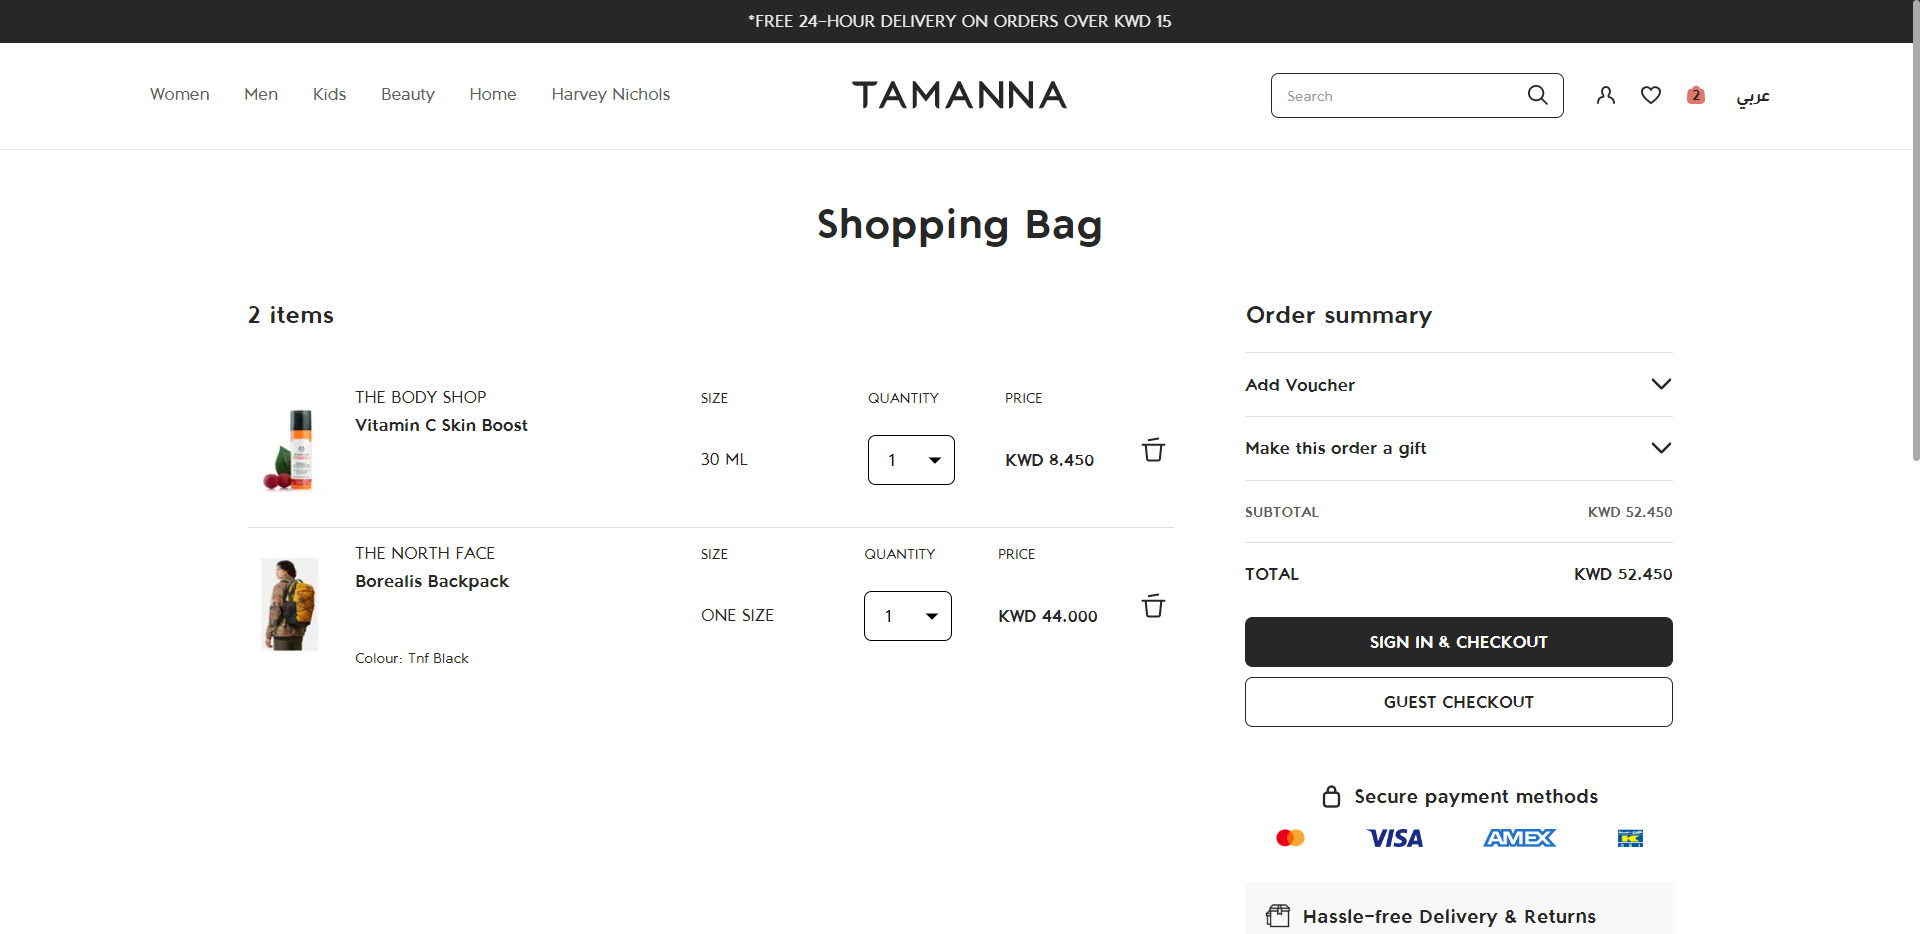 *FREE 24-HOUR DELIVERY ON ORDERS OVER KWD 15
Women Men Kids Beauty Home Harvey Nichols
TAMANNA
Search
2
عربي
Shopping Bag
2 items
THE BODY SHOP
Vitamin C Skin Boost
SIZE
30 ML
QUANTITY
1
PRICE
KWD 8.450
THE NORTH FACE
Borealis Backpack
Colour: Tnf Black
SIZE
ONE SIZE
QUANTITY
1
PRICE
KWD 44.000
Order summary
Add Voucher
Make this order a gift
SUBTOTAL KWD 52.450
TOTAL KWD 52.450
SIGN IN & CHECKOUT
GUEST CHECKOUT
Secure payment methods
VISA AMEX
Hassle-free Delivery & Returns